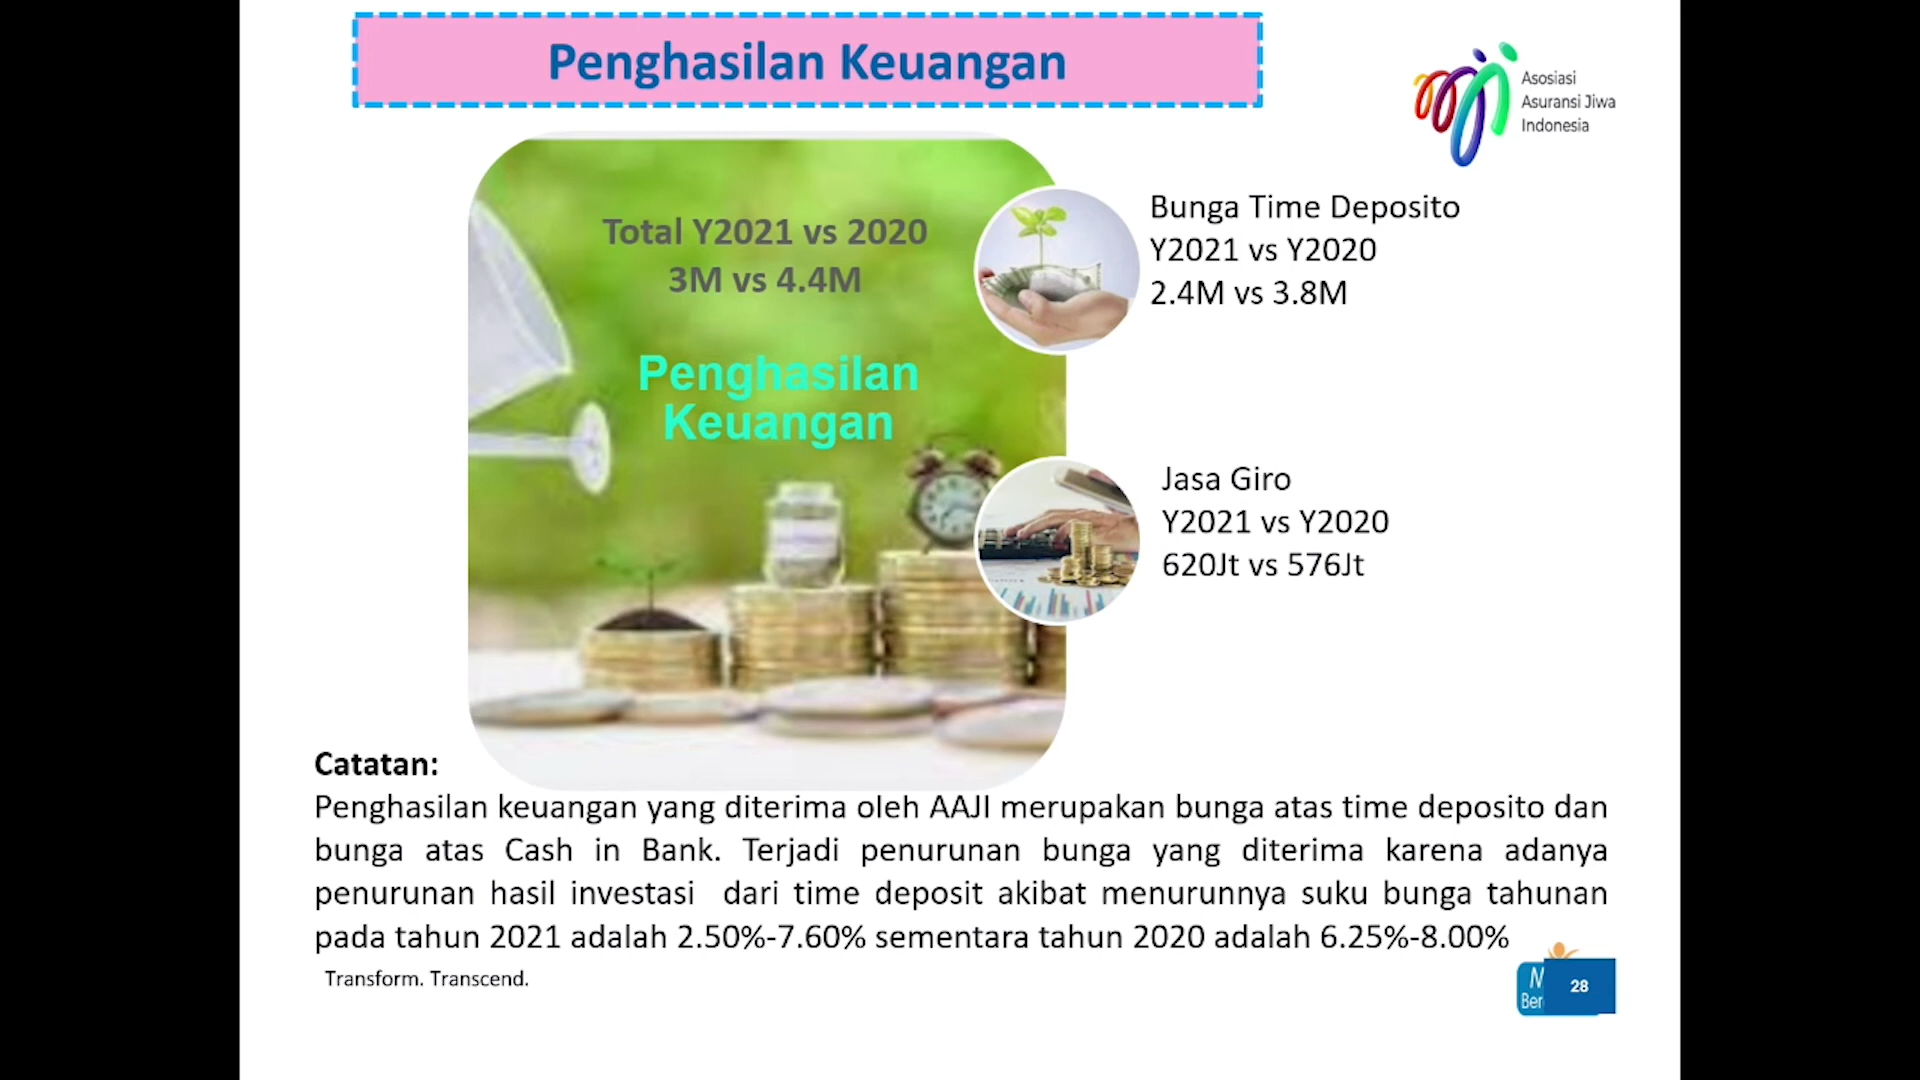 Penghasilan Keuangan
Asosiasi
Asuransi Jiwa
Indonesia
Total Y2021 vs 2020
3M vs 4.4M
Penghasilan
Keuangan
Bunga Time Deposito
Y2021 vs Y2020
2.4M vs 3.8M
Jasa Giro
Y2021 vs Y2020
620Jt vs 576Jt
Catatan:
Penghasilan keuangan yang diterima oleh AAJI merupakan bunga atas time deposito dan
bunga atas Cash in Bank. Terjadi penurunan bunga yang diterima karena adanya
penurunan hasil investasi dari time deposit akibat menurunnya suku bunga tahunan
pada tahun 2021 adalah 2.50%-7.60% sementara tahun 2020 adalah 6.25%-8.00%
Transform. Transcend.
28